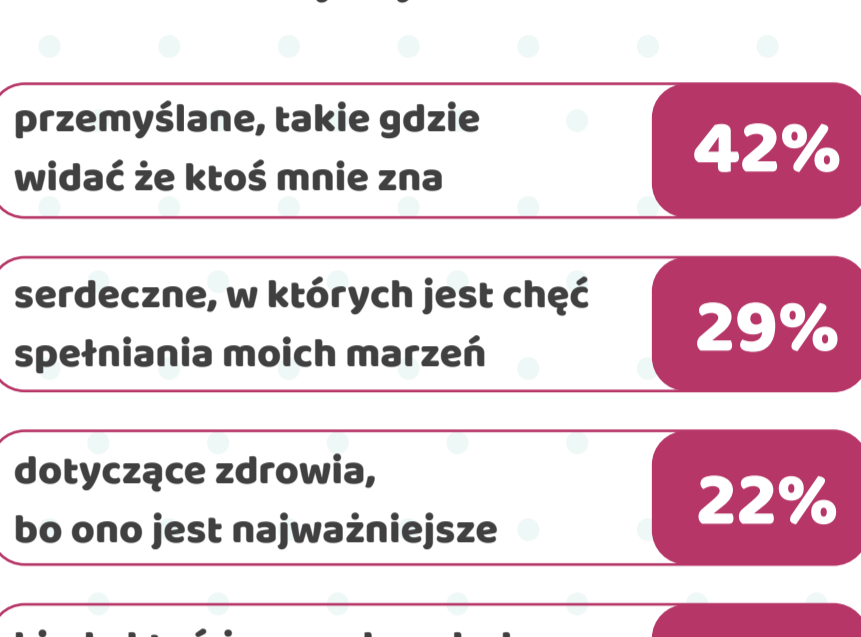 przemyślane, takie gdzie
widać że ktoś mnie zna
42%
serdeczne, w których jest chęć
spełniania moich marzeń
29%
dotyczące zdrowia,
bo ono jest najważniejsze
22%